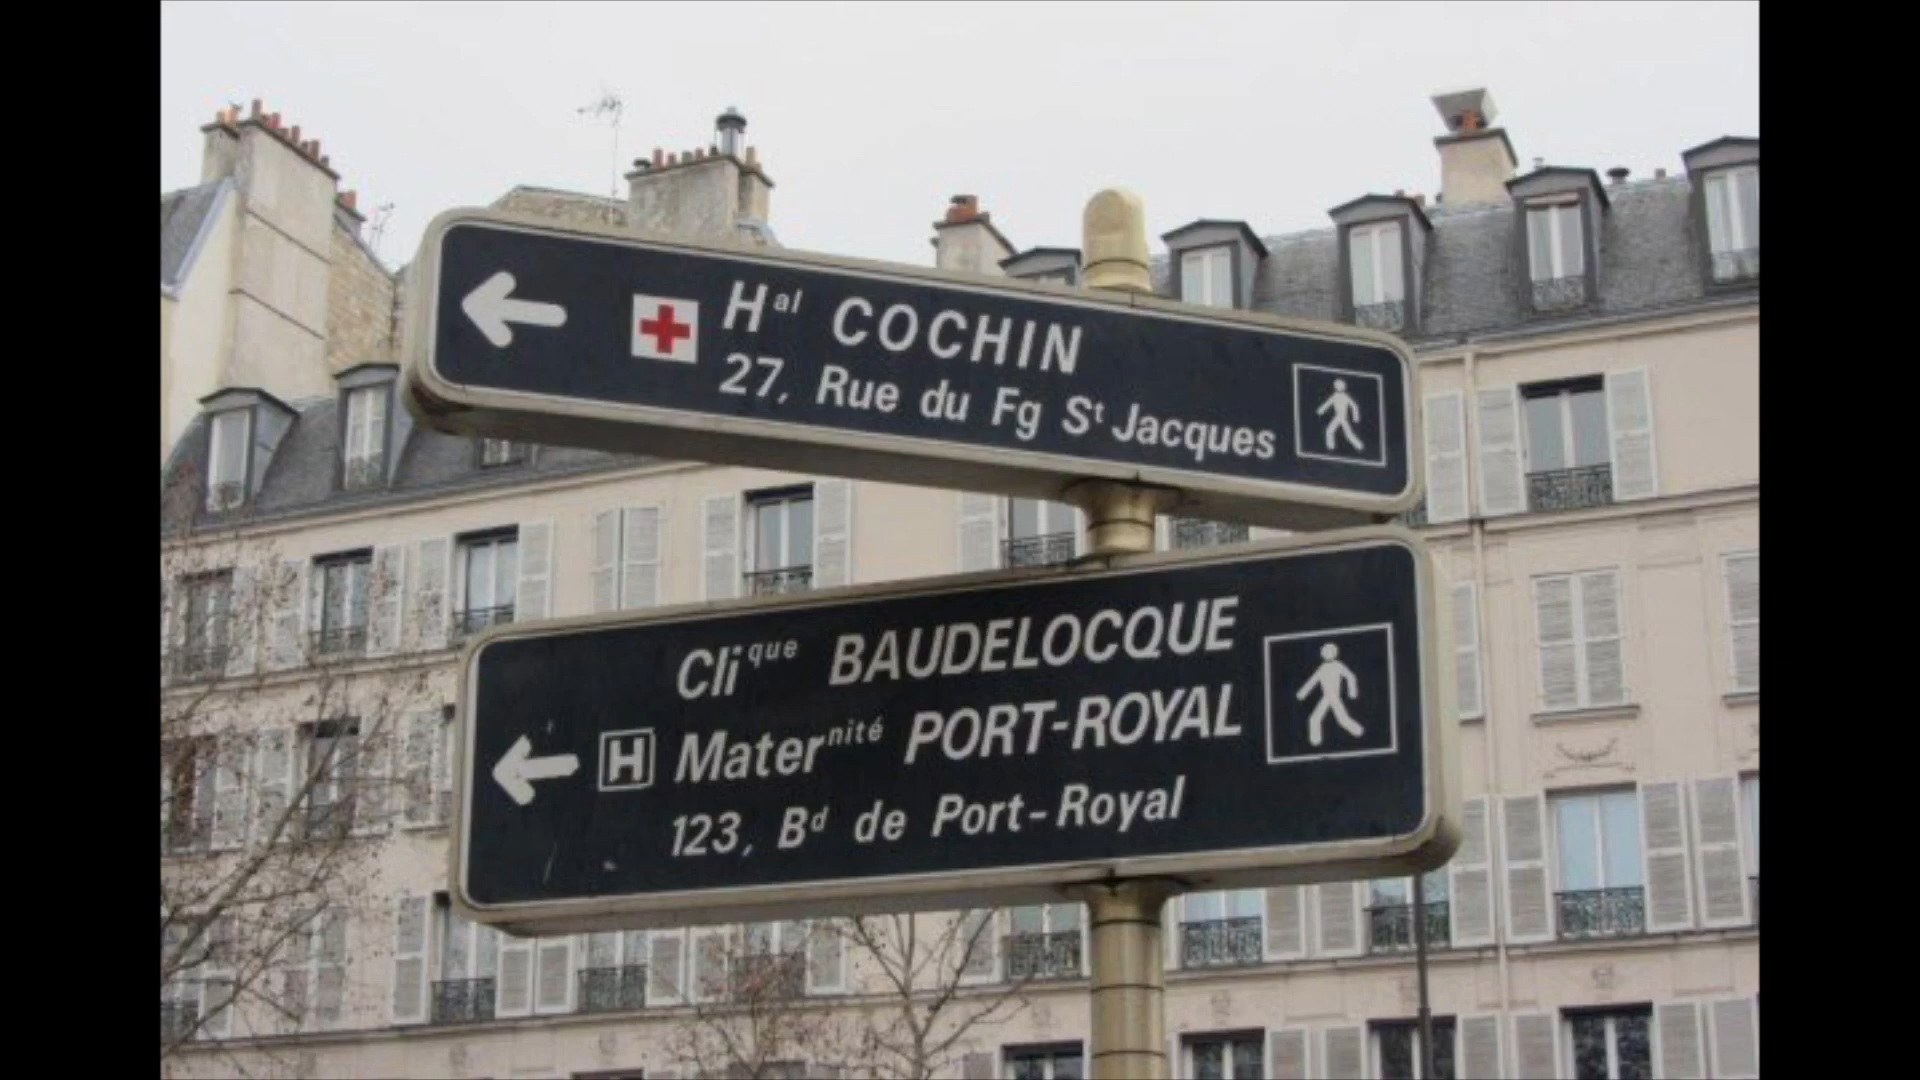 Hal COCHIN
27, Rue du Fg St Jacques
Clique BAUDELOCQUE
H Maternité PORT-ROYAL
123, Bd de Port-Royal